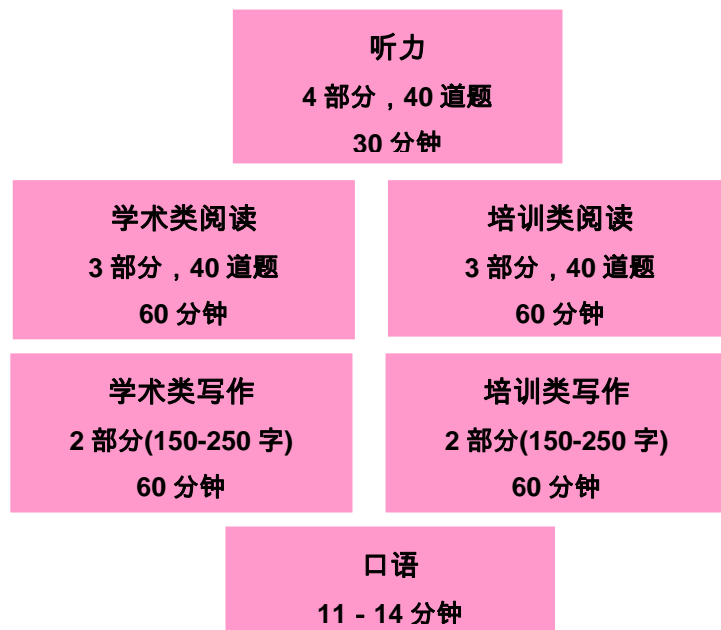 听力
4 部分，40 道题
30 分钟
学术类阅读
3 部分，40 道题
60 分钟
培训类阅读
3 部分，40 道题
60 分钟
学术类写作
2 部分(150-250 字)
60 分钟
培训类写作
2 部分(150-250 字)
60 分钟
口语
11 - 14 分钟